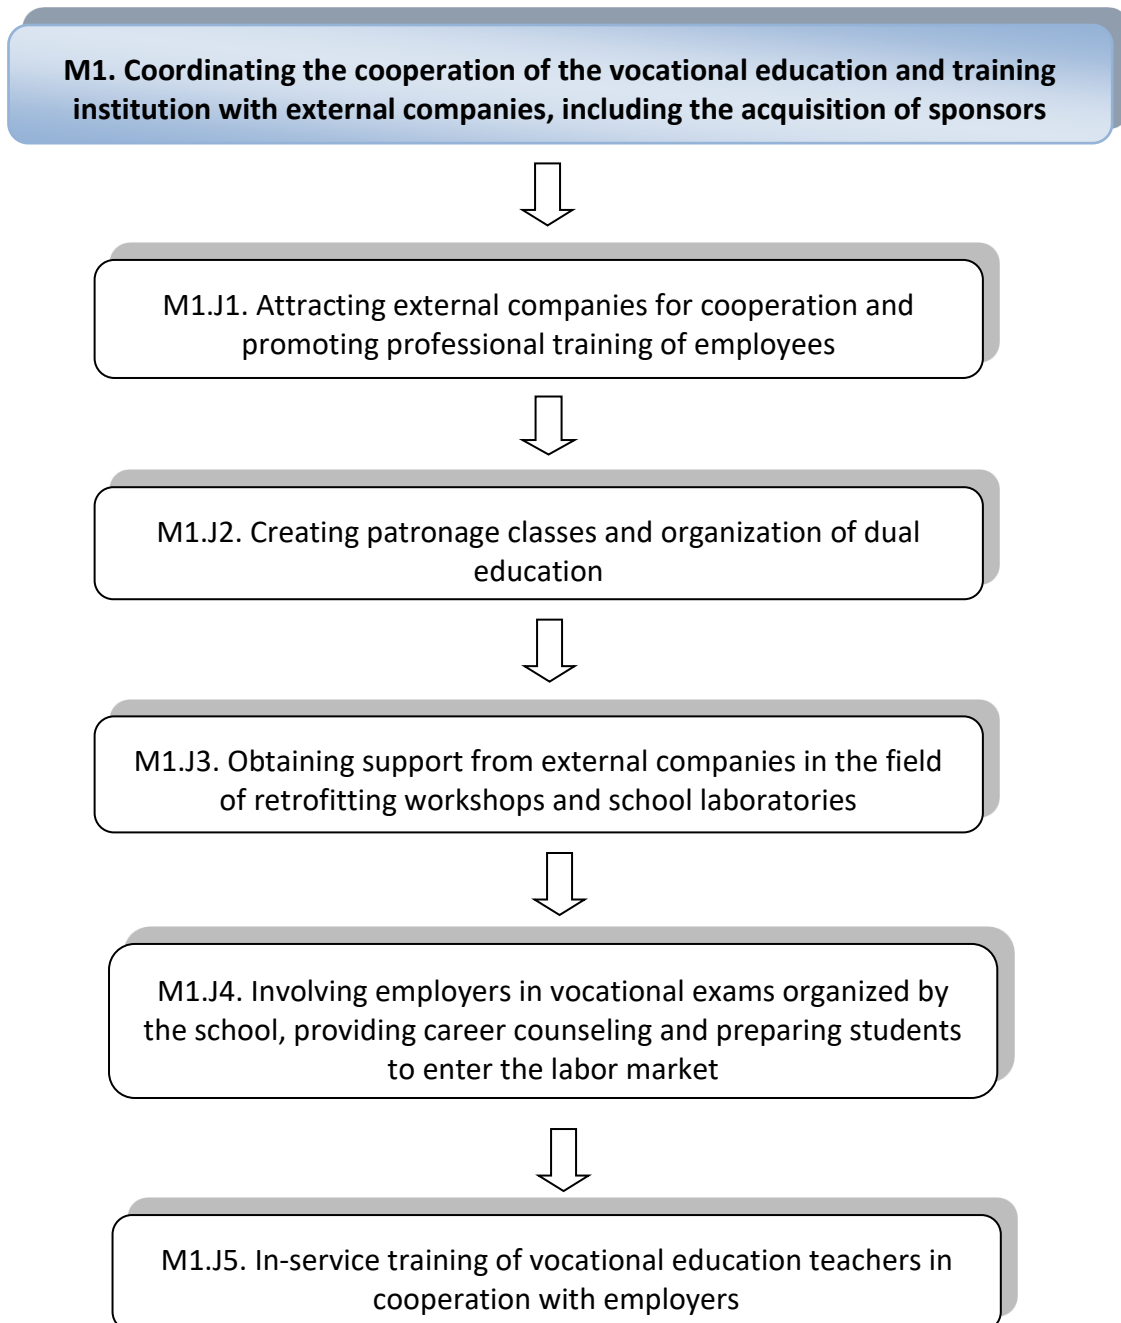 M1. Coordinating the cooperation of the vocational education and training
institution with external companies, including the acquisition of sponsors
M1.J1. Attracting external companies for cooperation and
promoting professional training of employees
M1.J2. Creating patronage classes and organization of dual
education
M1.J3. Obtaining support from external companies in the field
of retrofitting workshops and school laboratories
M1.J4. Involving employers in vocational exams organized by
the school, providing career counseling and preparing students
to enter the labor market
M1.J5. In-service training of vocational education teachers in
cooperation with employers